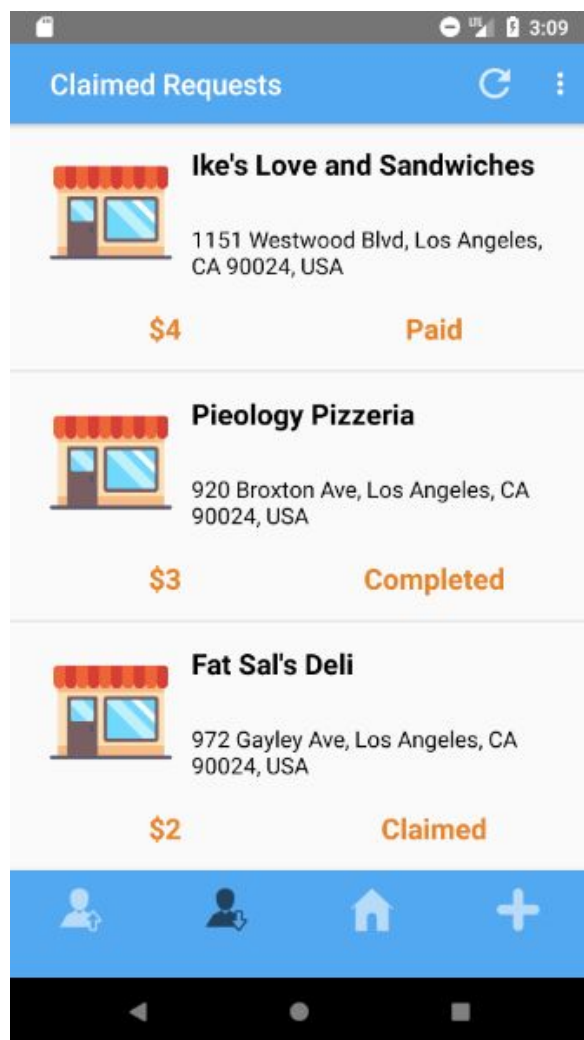 LTE 3:09
Claimed Requests
Ike's Love and Sandwiches
1151 Westwood Blvd, Los Angeles,
CA 90024, USA
$4 Paid
Pieology Pizzeria
920 Broxton Ave, Los Angeles, CA
90024, USA
$3 Completed
Fat Sal's Deli
972 Gayley Ave, Los Angeles, CA
90024, USA
$2 Claimed